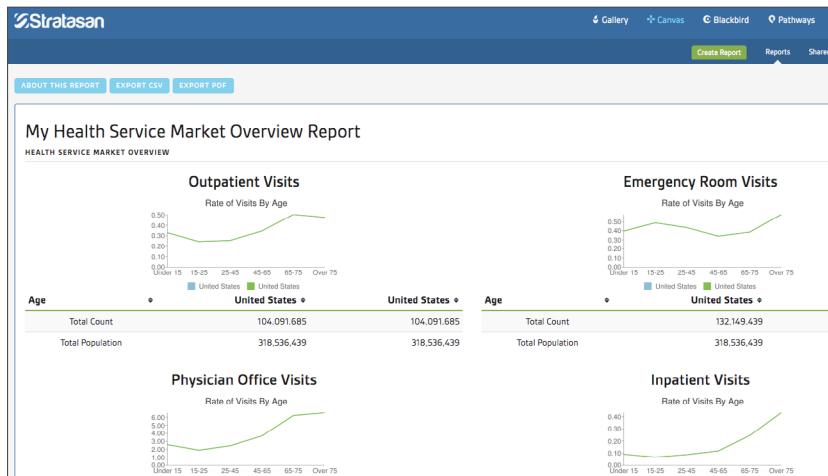 Stratasan
Gallery Canvas Blackbird Pathways
Create Report Reports Share
ABOUT THIS REPORT EXPORT CSV EXPORT PDF
My Health Service Market Overview Report
HEALTH SERVICE MARKET OVERVIEW
Outpatient Visits
Rate of Visits By Age
0.50
0.40
0.30
0.20
0.10
0.00
Under 15 15-25 25-45 45-65 65-75 Over 75
United States United States
Age United States United States
Total Count 104.091.685 104.091.685
Total Population 318,536,439 318,536,439
Emergency Room Visits
Rate of Visits By Age
0.50
0.40
0.30
0.20
0.10
0.00
Under 15 15-25 25-45 45-65 65-75 Over 75
United States United States
Age United States
Total Count 132.149.439
Total Population 318,536,439
Physician Office Visits
Rate of Visits By Age
6.00
5.00
4.00
3.00
2.00
1.00
0.00
Under 15 15-25 25-45 45-65 65-75 Over 75
Inpatient Visits
Rate of Visits By Age
0.40
0.30
0.20
0.10
0.00
Under 15 15-25 25-45 45-65 65-75 Over 75